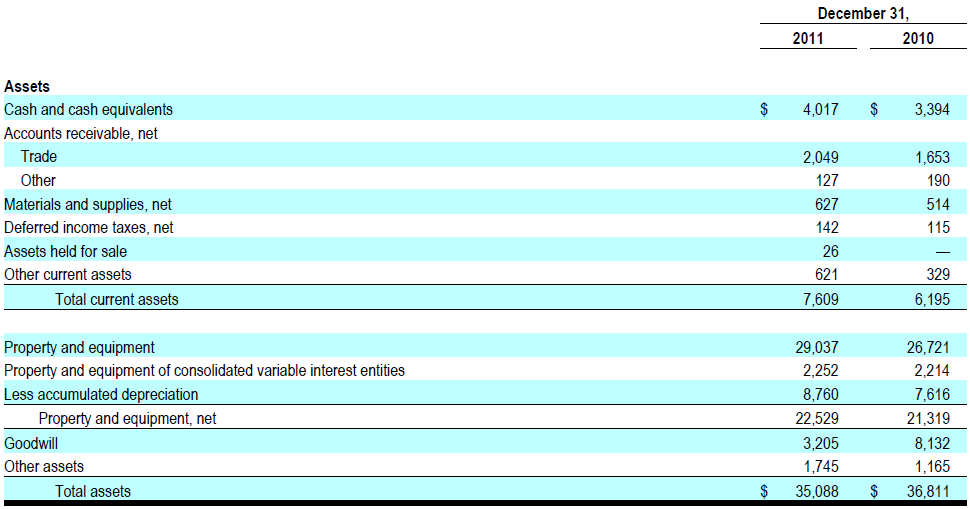 December 31,
2011 2010
Assets
Cash and cash equivalents $ 4,017 $ 3,394
Accounts receivable, net
Trade 2,049 1,653
Other 127 190
Materials and supplies, net 627 514
Deferred income taxes, net 142 115
Assets held for sale 26 —
Other current assets 621 329
Total current assets 7,609 6,195
Property and equipment 29,037 26,721
Property and equipment of consolidated variable interest entities 2,252 2,214
Less accumulated depreciation 8,760 7,616
Property and equipment, net 22,529 21,319
Goodwill 3,205 8,132
Other assets 1,745 1,165
Total assets $ 35,088 $ 36,811